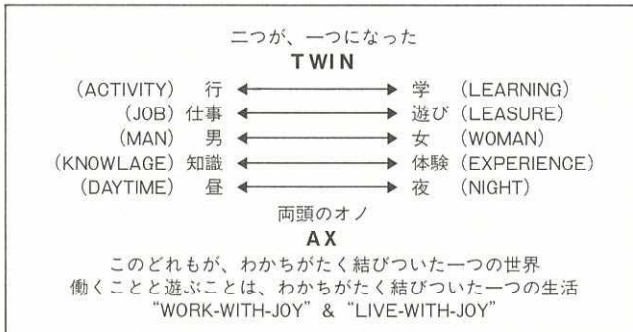 二つが、一つになった
TWIN
(ACTIVITY) 行 ⟷ 学 (LEARNING)
(JOB) 仕事 ⟷ 遊び (LEASURE)
(MAN) 男 ⟷ 女 (WOMAN)
(KNOWLAGE) 知識 ⟷ 体験 (EXPERIENCE)
(DAYTIME) 昼 ⟷ 夜 (NIGHT)
両頭のオノ
AX
このどれもが、わかちがたく結びついた一つの世界
働くことと遊ぶことは、わかちがたく結びついた一つの生活
“WORK-WITH-JOY” & “LIVE-WITH-JOY”